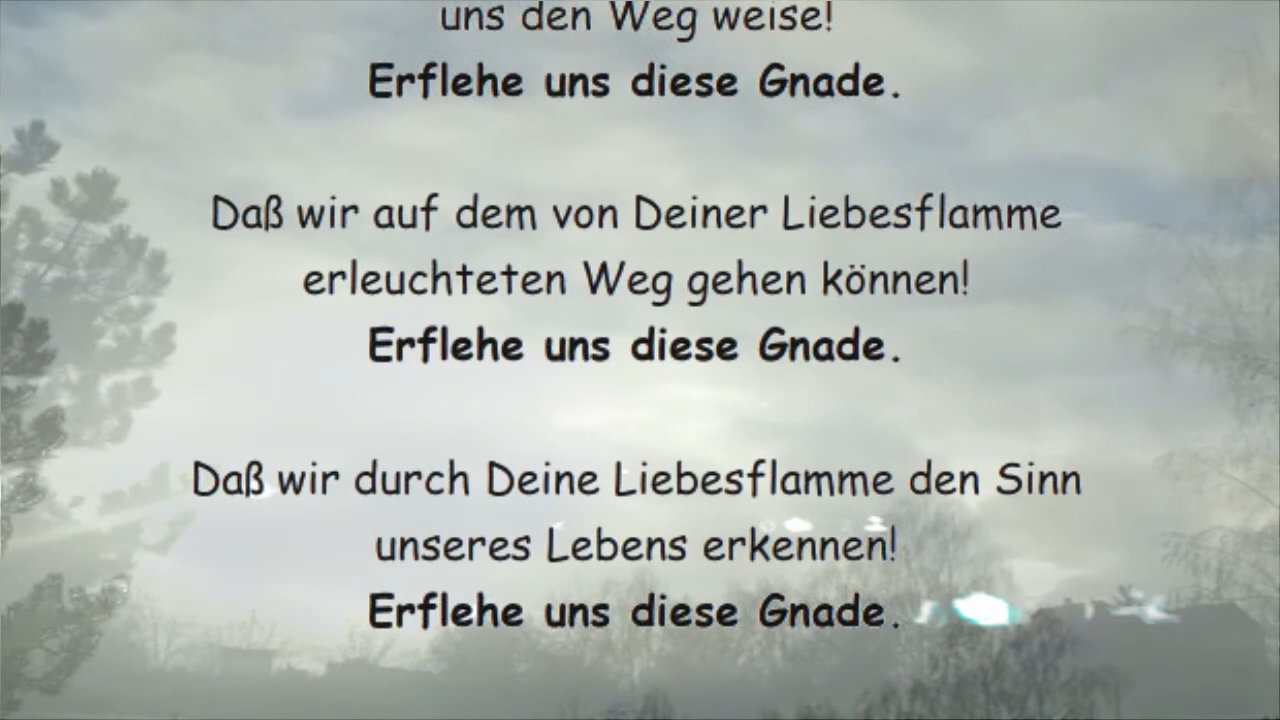 uns den Weg weise!
Erflehe uns diese Gnade.
Daß wir auf dem von Deiner Liebesflamme
erleuchteten Weg gehen können!
Erflehe uns diese Gnade.
Daß wir durch Deine Liebesflamme den Sinn
unseres Lebens erkennen!
Erflehe uns diese Gnade.